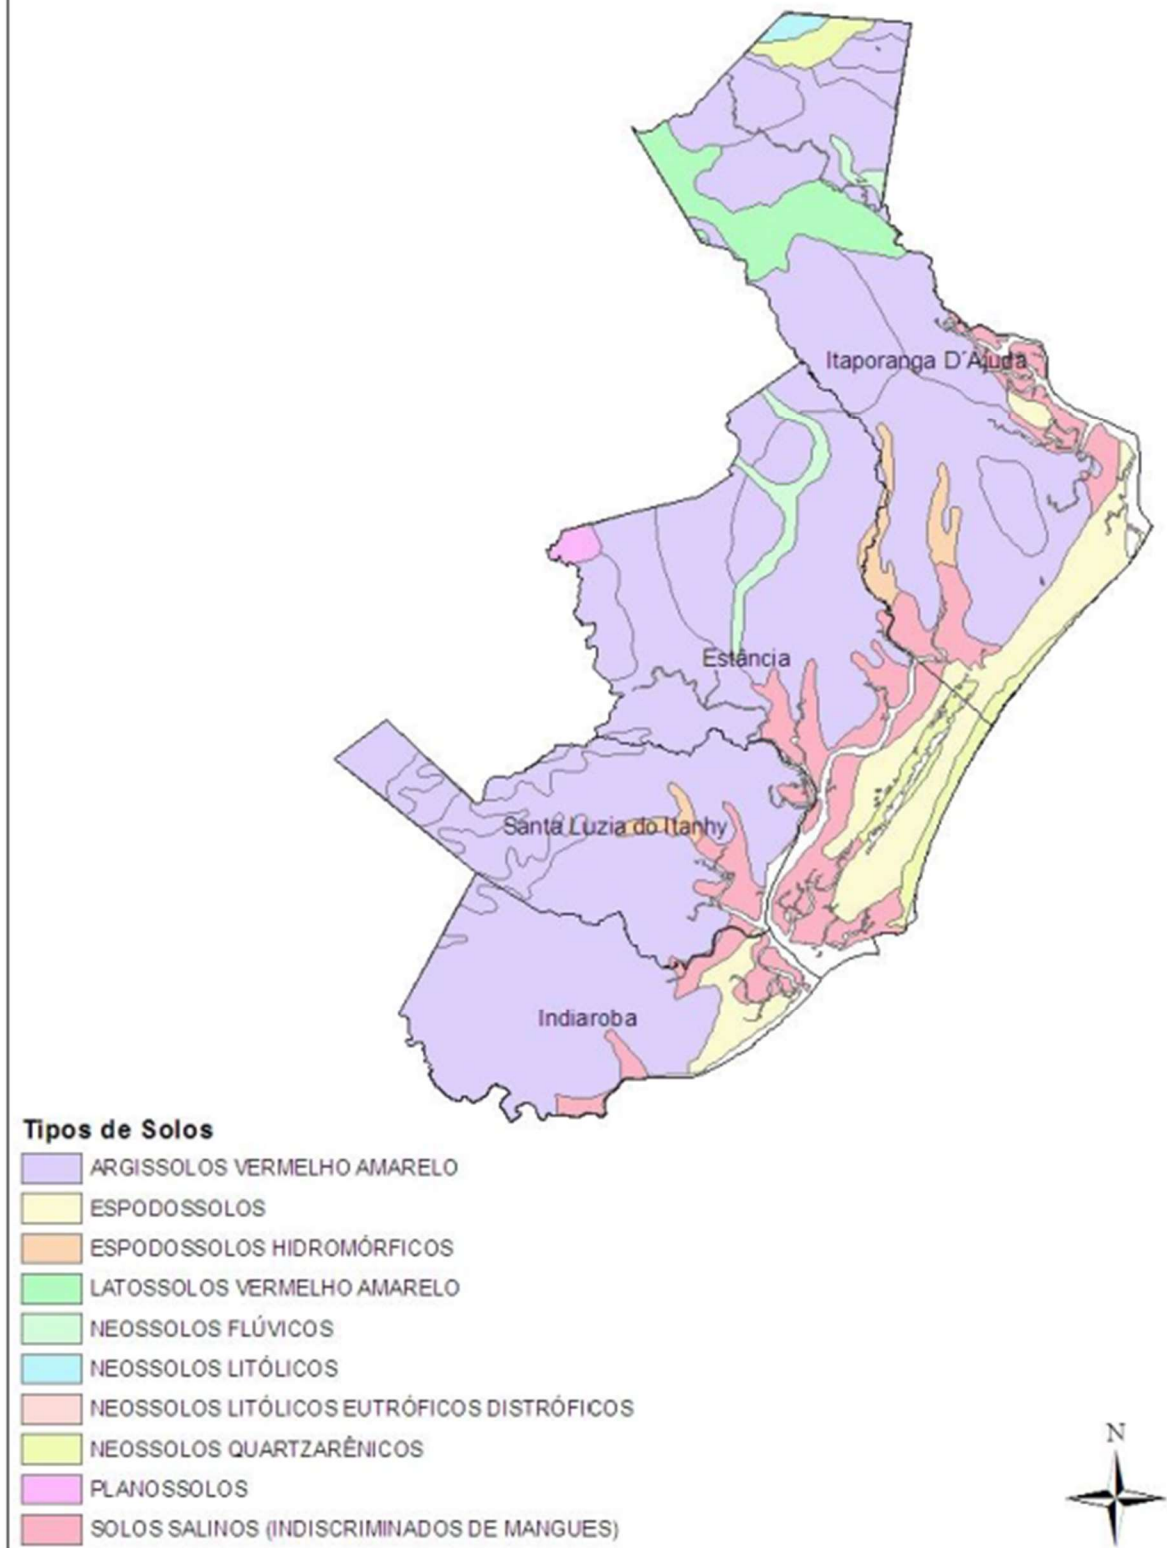 Itaporanga D´Ajuda
Estância
Santa Luzia do Itanhy
Indiaroba
Tipos de Solos
ARGISSOLOS VERMELHO AMARELO
ESPODOSSOLOS
ESPODOSSOLOS HIDROMÓRFICOS
LATOSSOLOS VERMELHO AMARELO
NEOSSOLOS FLÚVICOS
NEOSSOLOS LITÓLICOS
NEOSSOLOS LITÓLICOS EUTRÓFICOS DISTRÓFICOS
NEOSSOLOS QUARTZARÊNICOS
PLANOSSOLOS
SOLOS SALINOS (INDISCRIMINADOS DE MANGUES)
N